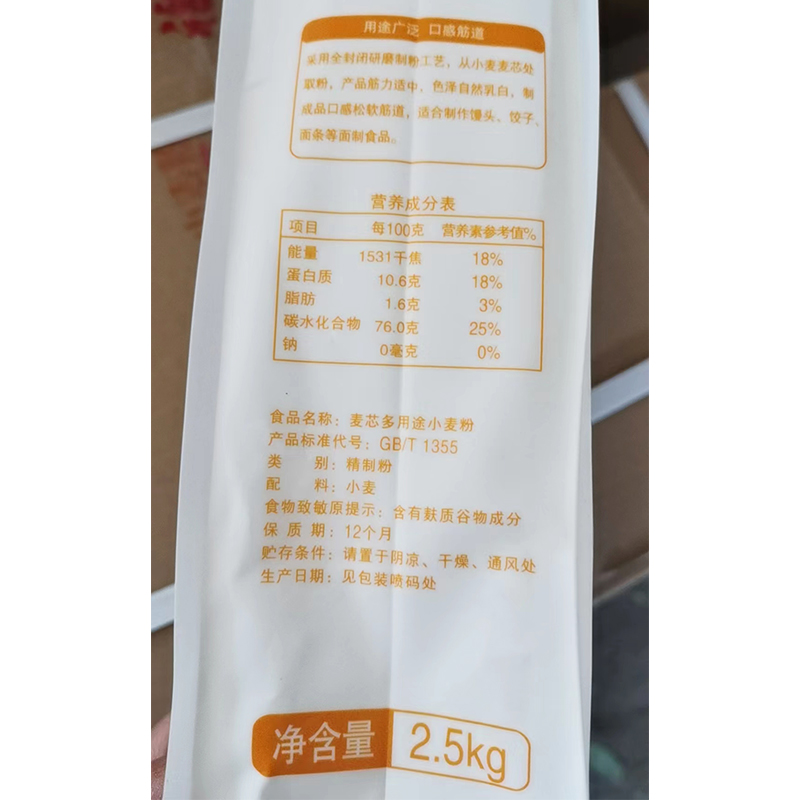 用途广泛 口感筋道
采用全封闭研磨制粉工艺，从小麦麦芯处
取粉，产品筋力适中，色泽自然乳白，制
成品口感松软筋道，适合制作馒头、饺子、
面条等面制食品。
营养成分表
项目 每100克 营养素参考值%
能量 1531千焦 18%
蛋白质 10.6克 18%
脂肪 1.6克 3%
碳水化合物 76.0克 25%
钠 0毫克 0%
食品名称：麦芯多用途小麦粉
产品标准代号：GB/T 1355
类 别：精制粉
配 料：小麦
食物致敏原提示：含有麸质谷物成分
保 质 期：12个月
贮存条件：请置于阴凉、干燥、通风处
生产日期：见包装喷码处
净含量 2.5kg